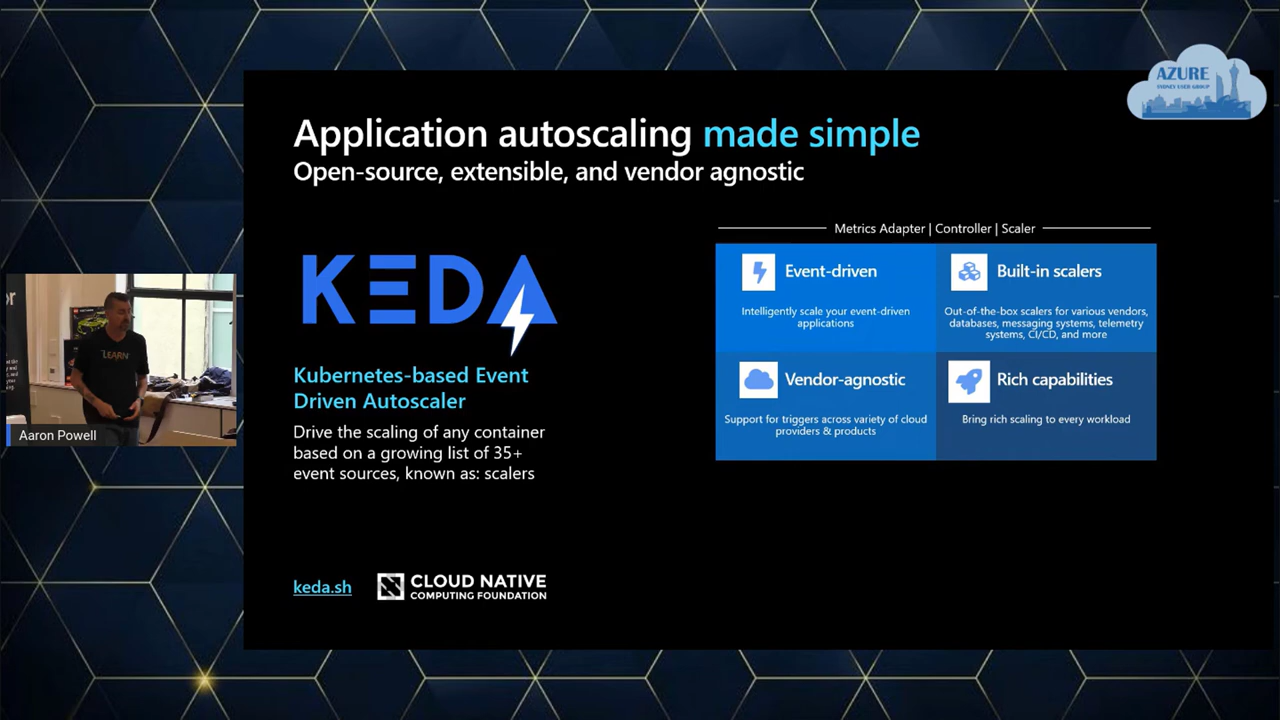 AZURE
SYDNEY USER GROUP
Application autoscaling made simple
Open-source, extensible, and vendor agnostic
Metrics Adapter | Controller | Scaler
KEDA
Event-driven
Intelligently scale your event-driven
applications
Built-in scalers
Out-of-the-box scalers for various vendors,
databases, messaging systems, telemetry
systems, CI/CD, and more
Vendor-agnostic
Support for triggers across variety of cloud
providers & products
Rich capabilities
Bring rich scaling to every workload
Kubernetes-based Event
Driven Autoscaler
Drive the scaling of any container
based on a growing list of 35+
event sources, known as: scalers
LEARN
Aaron Powell
keda.sh
CLOUD NATIVE
COMPUTING FOUNDATION